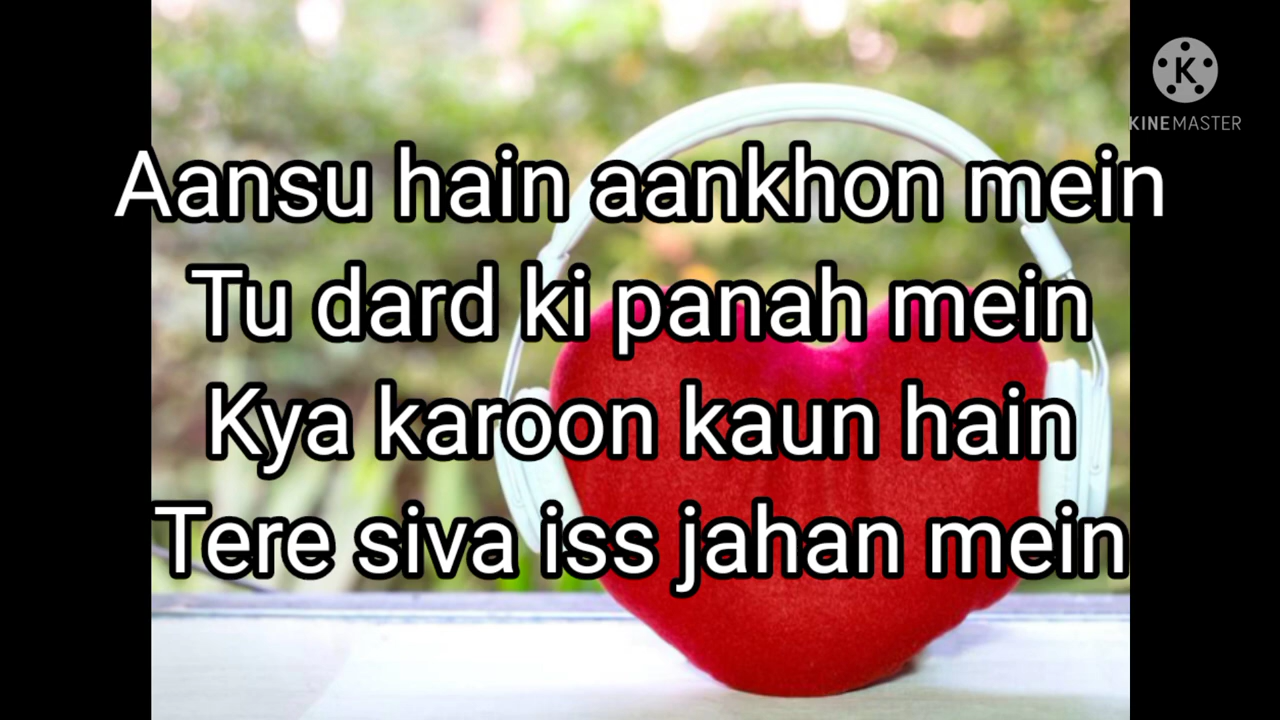 KINEMASTER
Aansu hain aankhon mein
Tu dard ki panah mein
Kya karoon kaun hain
Tere siva iss jahan mein